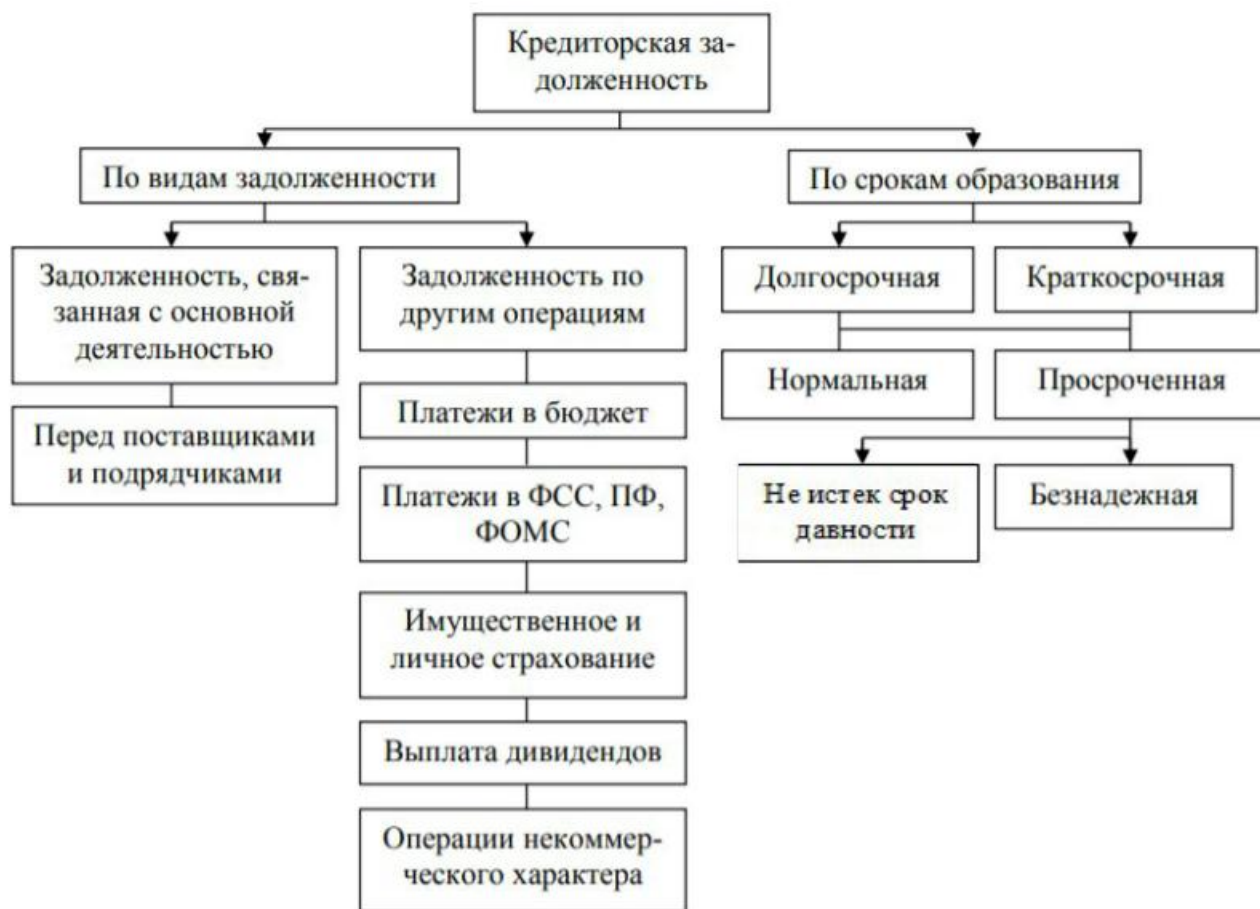 Кредиторская за-
долженность
По видам задолженности
По срокам образования
Задолженность, свя-
занная с основной
деятельностью
Задолженность по
другим операциям
Долгосрочная
Краткосрочная
Нормальная
Просроченная
Перед поставщиками
и подрядчиками
Платежи в бюджет
Платежи в ФСС, ПФ,
ФОМС
Не истек срок
давности
Безнадежная
Имущественное и
личное страхование
Выплата дивидендов
Операции некоммер-
ческого характера